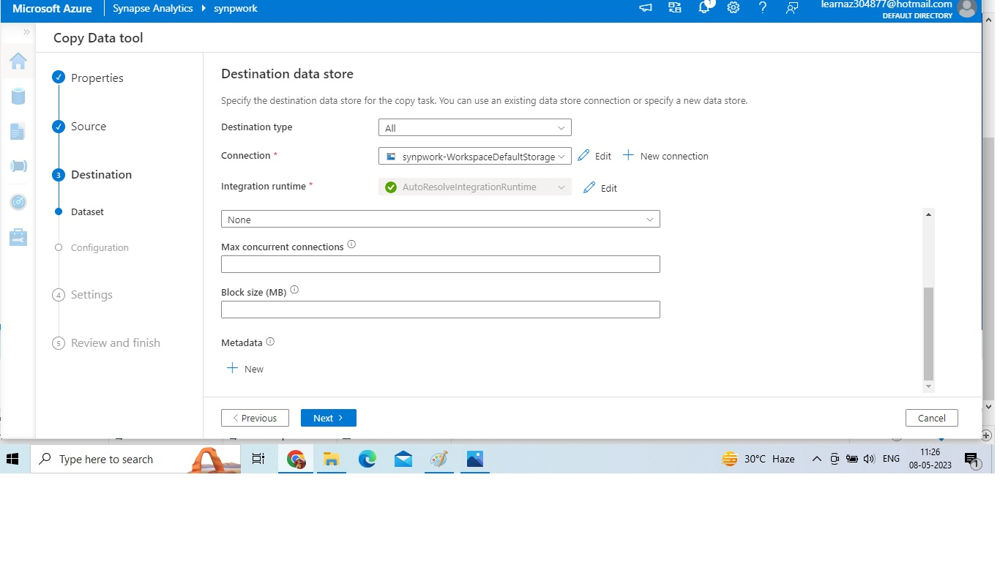 Microsoft Azure Synapse Analytics synpwork 1 ? learnaz304877@hotmail.com
DEFAULT DIRECTORY
Copy Data tool
Properties
Source
3 Destination
Dataset
Configuration
4 Settings
5 Review and finish
Destination data store
Specify the destination data store for the copy task. You can use an existing data store connection or specify a new data store.
Destination type All
Connection * synpwork-WorkspaceDefaultStorage Edit New connection
Integration runtime * AutoResolveIntegrationRuntime Edit
None
Max concurrent connections
Block size (MB)
Metadata
New
< Previous Next > Cancel
Type here to search 30°C Haze ENG 11:26
08-05-2023 1